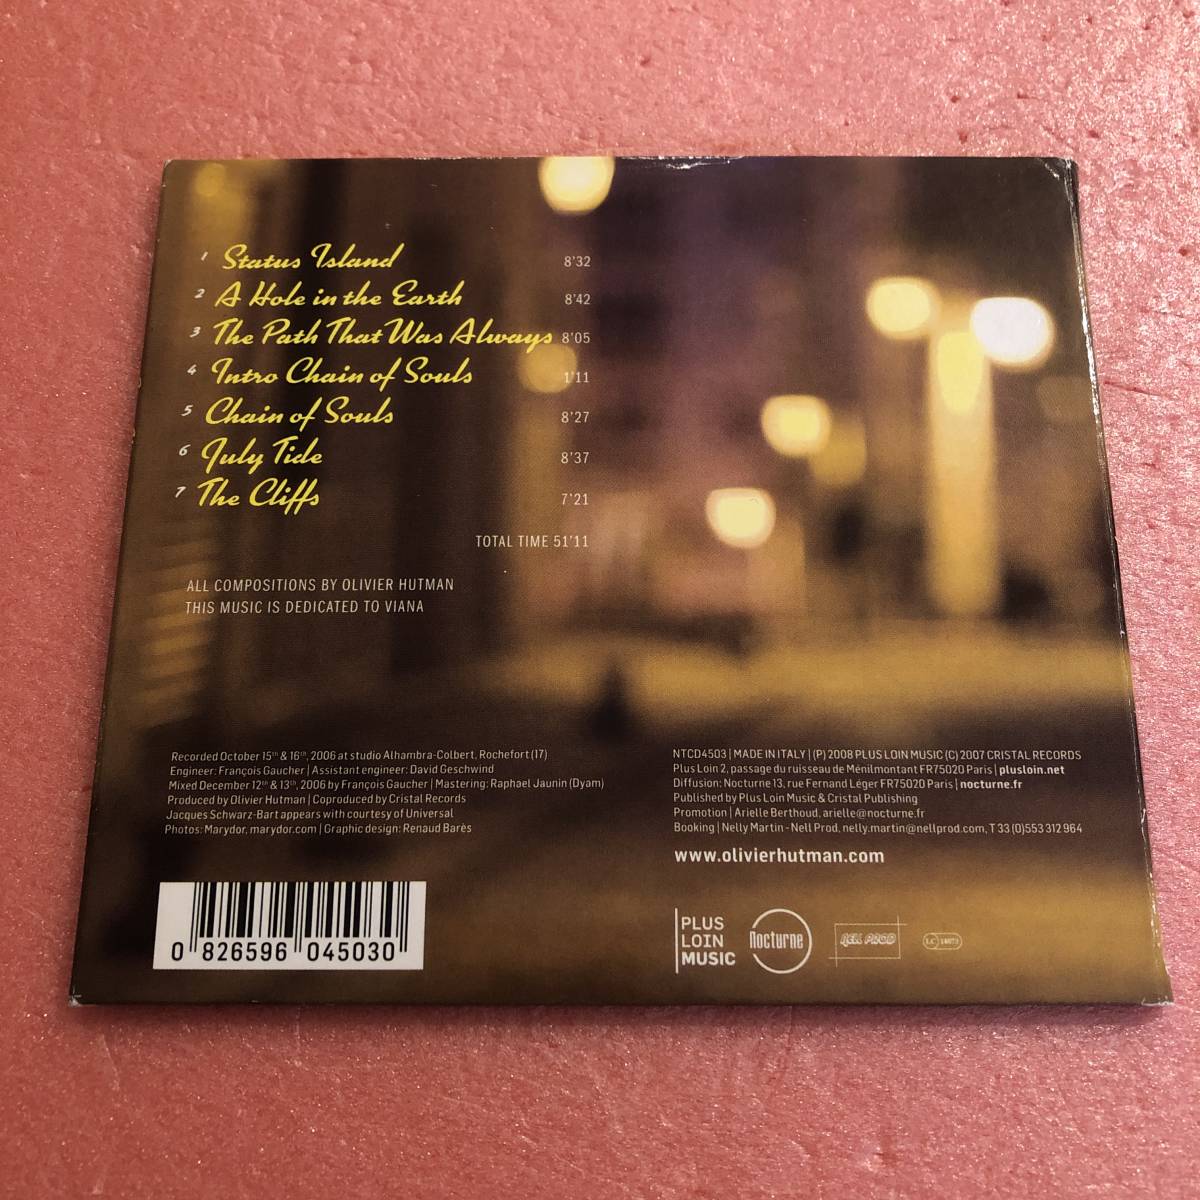 1 Status Island 8'32
2 A Hole in the Earth 8'42
3 The Path That Was Always 8'05
4 Intro Chain of Souls 1'11
5 Chain of Souls 8'27
6 July Tide 8'37
7 The Cliffs 7'21
TOTAL TIME 51'11
ALL COMPOSITIONS BY OLIVIER HUTMAN
THIS MUSIC IS DEDICATED TO VIANA
Recorded October 15th & 16th, 2006 at studio Alhambra-Colbert, Rochefort (17)
Engineer: François Gaucher | Assistant engineer: David Geschwind
Mixed December 12th & 13th, 2006 by François Gaucher | Mastering: Raphael Jaunin (Dyam)
Produced by Olivier Hutman | Coproduced by Cristal Records
Jacques Schwarz-Bart appears with courtesy of Universal
Photos: Marydor, marydor.com | Graphic design: Renaud Barès
NTCD4503 | MADE IN ITALY | (P) 2008 PLUS LOIN MUSIC (C) 2007 CRISTAL RECORDS
Plus Loin 2, passage du ruisseau de Ménilmontant FR75020 Paris | plusloin.net
Diffusion: Nocturne 13, rue Fernand Léger FR75020 Paris | nocturne.fr
Published by Plus Loin Music & Cristal Publishing
Promotion | Arielle Berthoud, arielle@nocturne.fr
Booking | Nelly Martin - Nell Prod, nelly.martin@nellprod.com, T 33 (0)553 312 964
www.olivierhutman.com
0 826596 045030
PLUS
LOIN
MUSIC
Nocturne
NELL PROD
LC